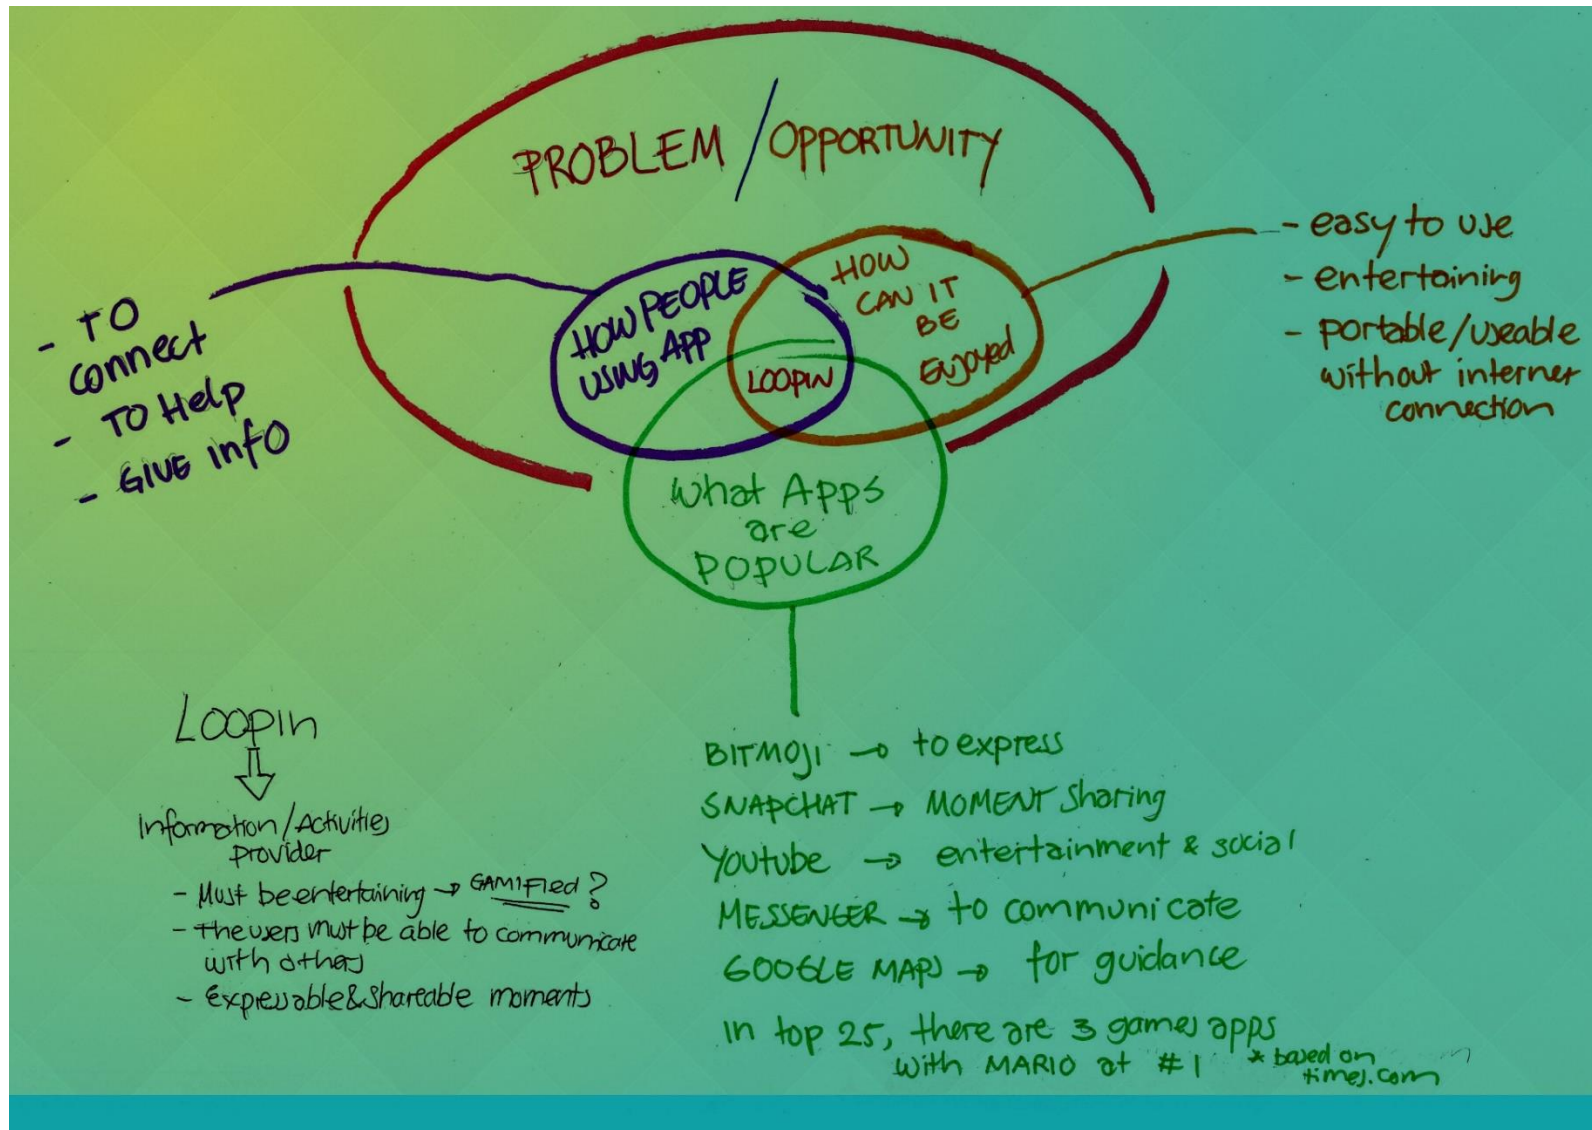 PROBLEM / OPPORTUNITY
HOW PEOPLE
USING APP
HOW
CAN IT
BE
Enjoyed
LOOPIN
What Apps
are
POPULAR
- TO
connect
- TO Help
- GIVE info
- easy to use
- entertaining
- portable/useable
without internet
connection
LOOPIN
Information/Activities
provider
- Must be entertaining → GAMIFied?
- The users must be able to communicate
with others
- Expressable & shareable moments
BITMOJI → to express
SNAPCHAT → MOMENT Sharing
Youtube → entertainment & social
MESSENGER → to communicate
GOOGLE MAPS → for guidance
In top 25, there are 3 games apps
with MARIO at #1 * based on
times.com